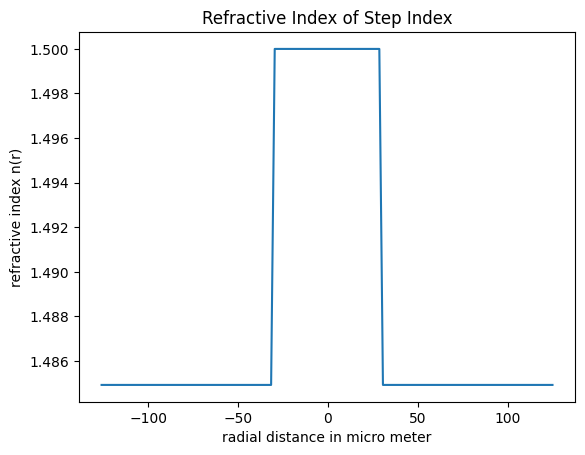 Refractive Index of Step Index
1.500
1.498
1.496
1.494
1.492
1.490
1.488
1.486
refractive index n(r)
−100 −50 0 50 100
radial distance in micro meter